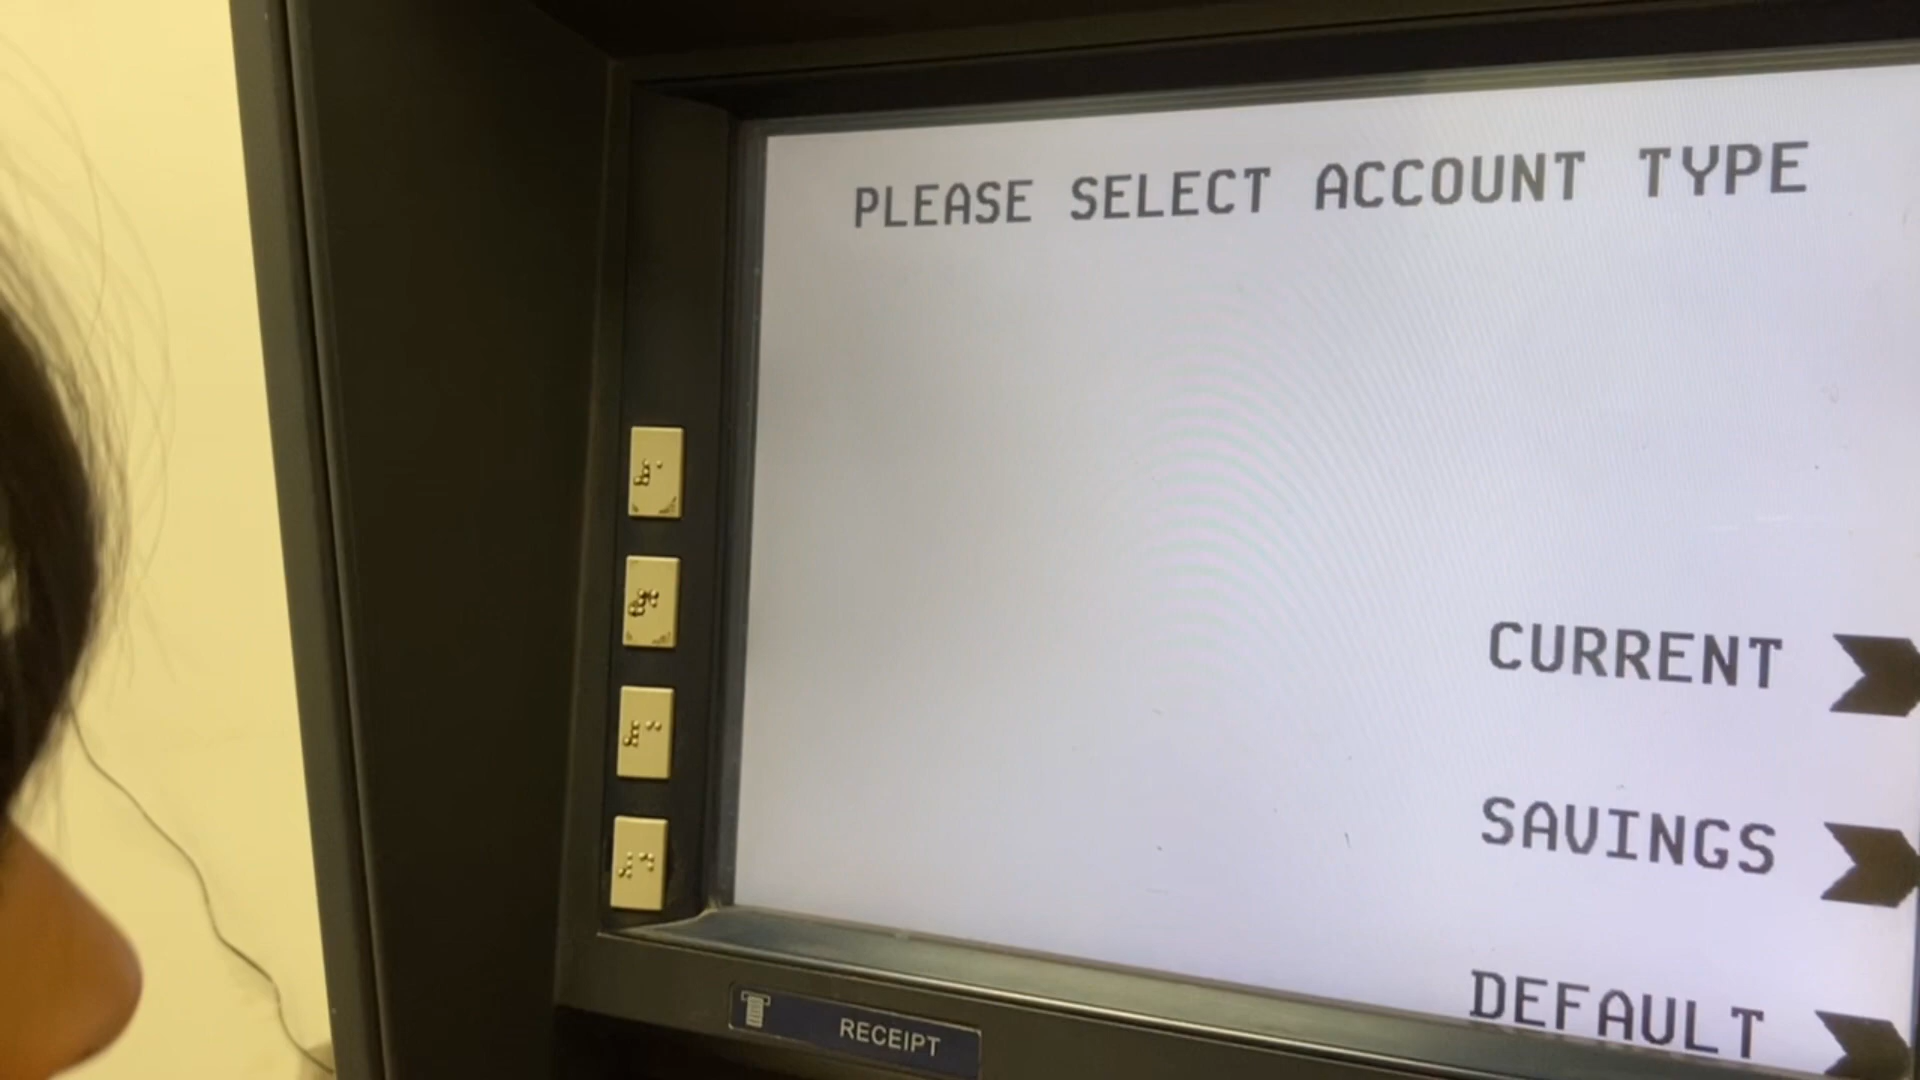 PLEASE SELECT ACCOUNT TYPE
CURRENT
SAVINGS
DEFAULT
RECEIPT